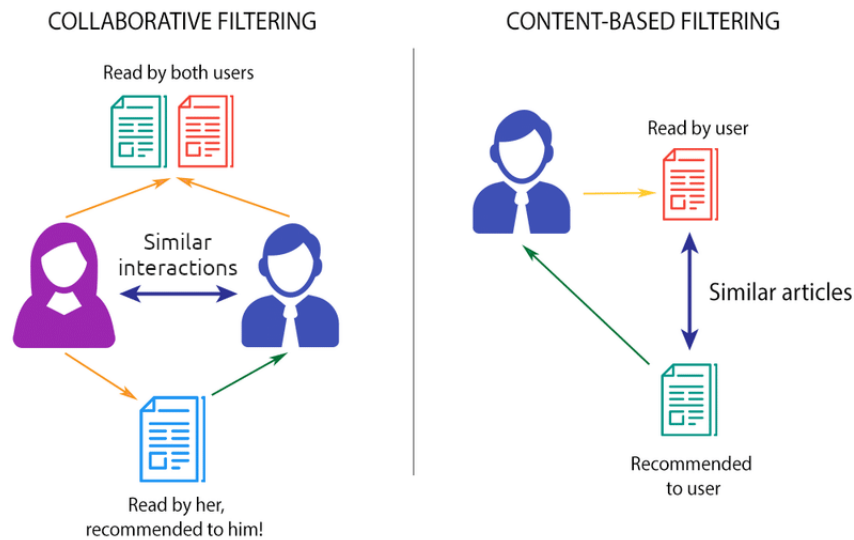 COLLABORATIVE FILTERING
Read by both users
Similar
interactions
Read by her,
recommended to him!
CONTENT-BASED FILTERING
Read by user
Similar articles
Recommended
to user